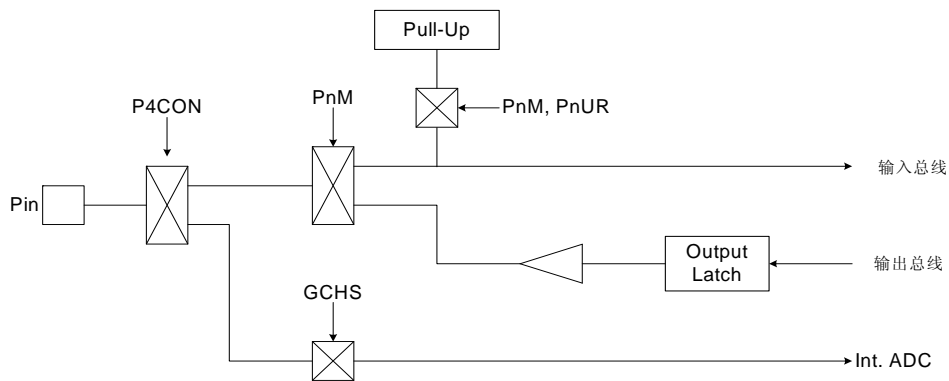 Pull-Up
P4CON
PnM
PnM, PnUR
输入总线
Pin
Output
Latch
输出总线
GCHS
Int. ADC